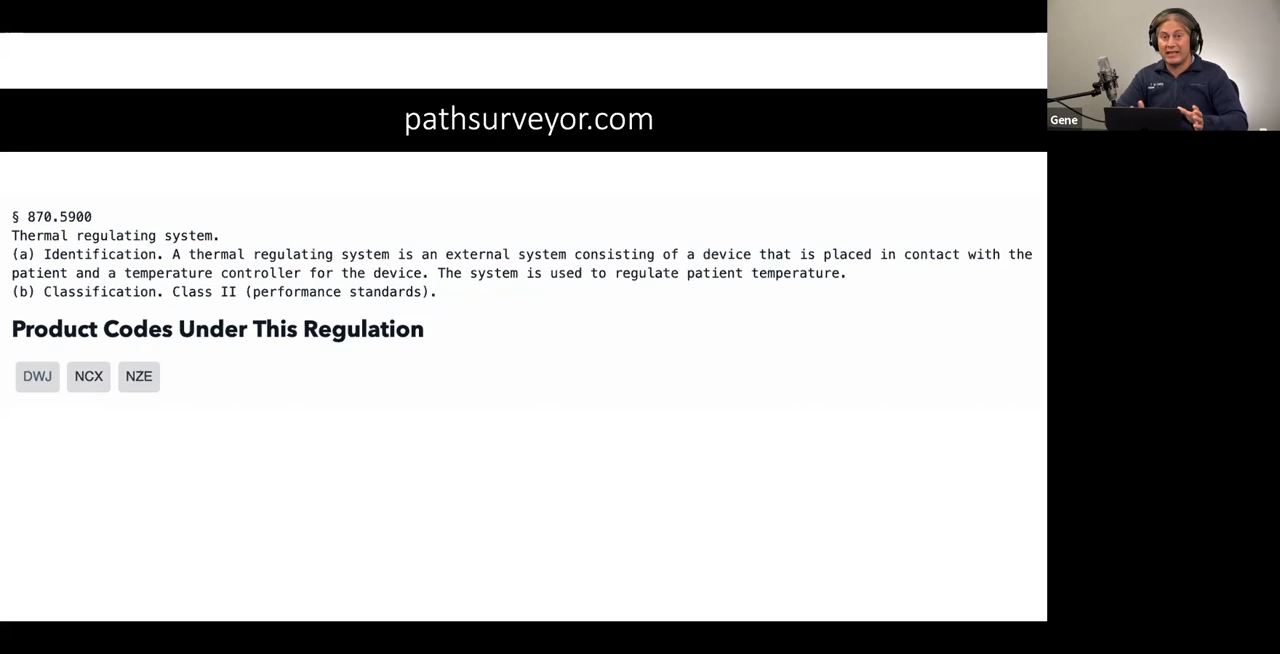 pathsurveyor.com
Gene
§ 870.5900
Thermal regulating system.
(a) Identification. A thermal regulating system is an external system consisting of a device that is placed in contact with the
patient and a temperature controller for the device. The system is used to regulate patient temperature.
(b) Classification. Class II (performance standards).
Product Codes Under This Regulation
DWJ NCX NZE